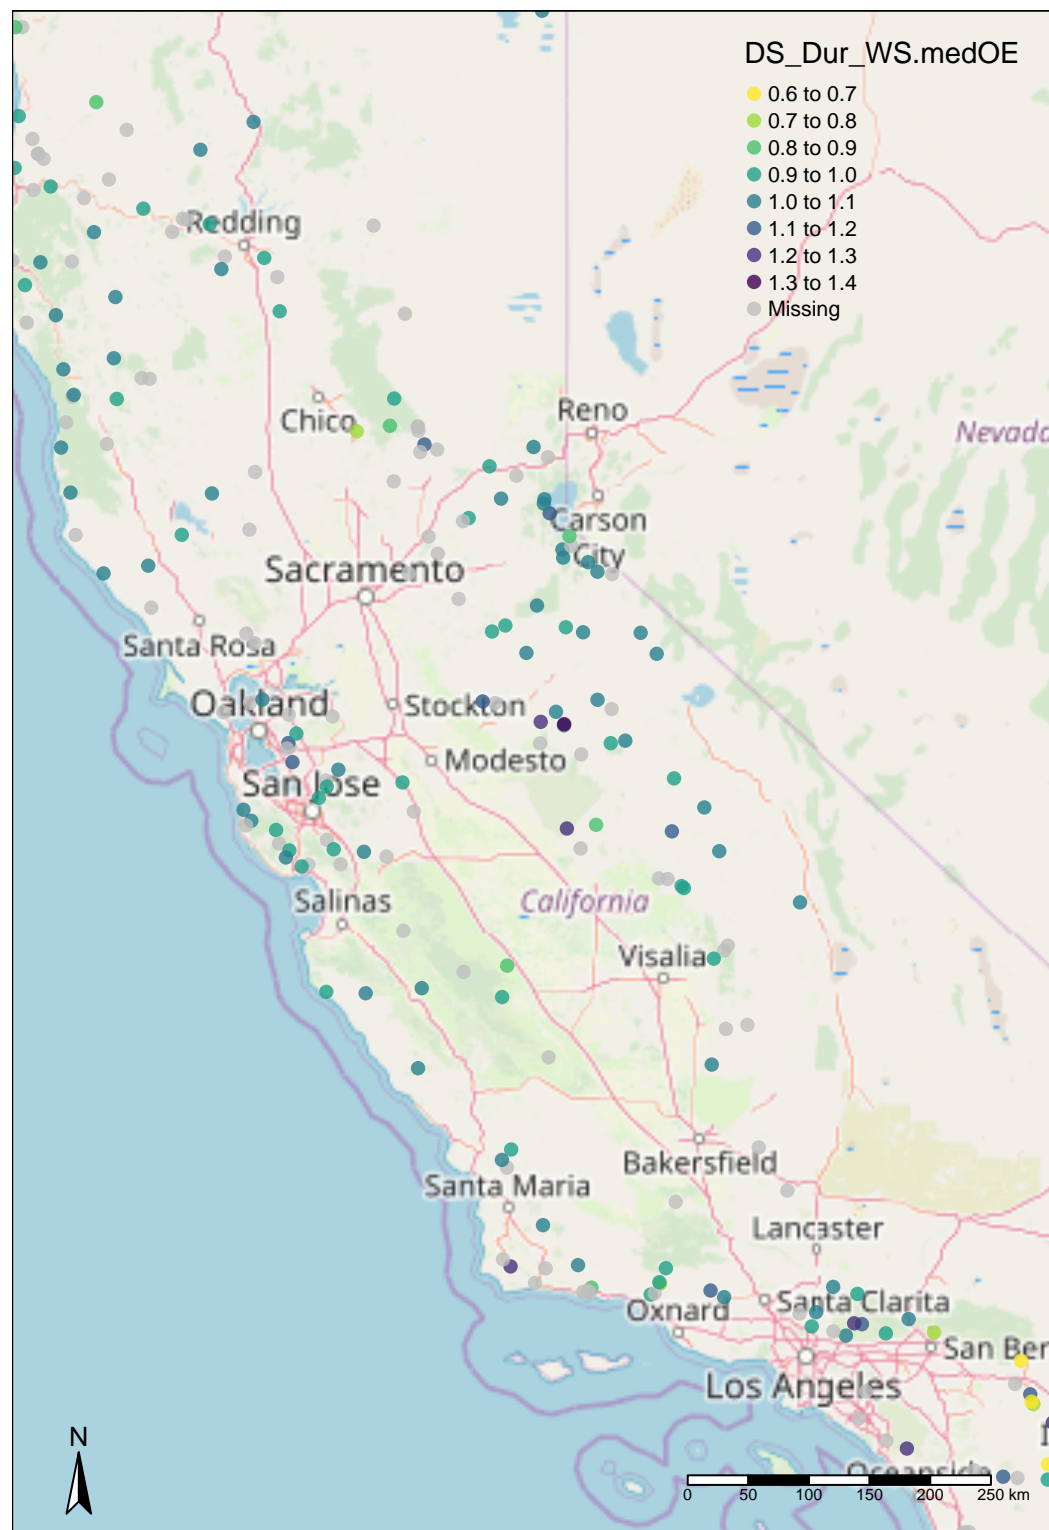 DS_Dur_WS.medOE
0.6 to 0.7
0.7 to 0.8
0.8 to 0.9
0.9 to 1.0
1.0 to 1.1
1.1 to 1.2
1.2 to 1.3
1.3 to 1.4
Missing
Redding
Chico
Reno
Nevada
Carson
City
Sacramento
Santa Rosa
Oakland
Stockton
Modesto
San Jose
Salinas
California
Visalia
Bakersfield
Santa Maria
Lancaster
Santa Clarita
Oxnard
San Ber
Los Angeles
Oceanside
N
0 50 100 150 200 250 km